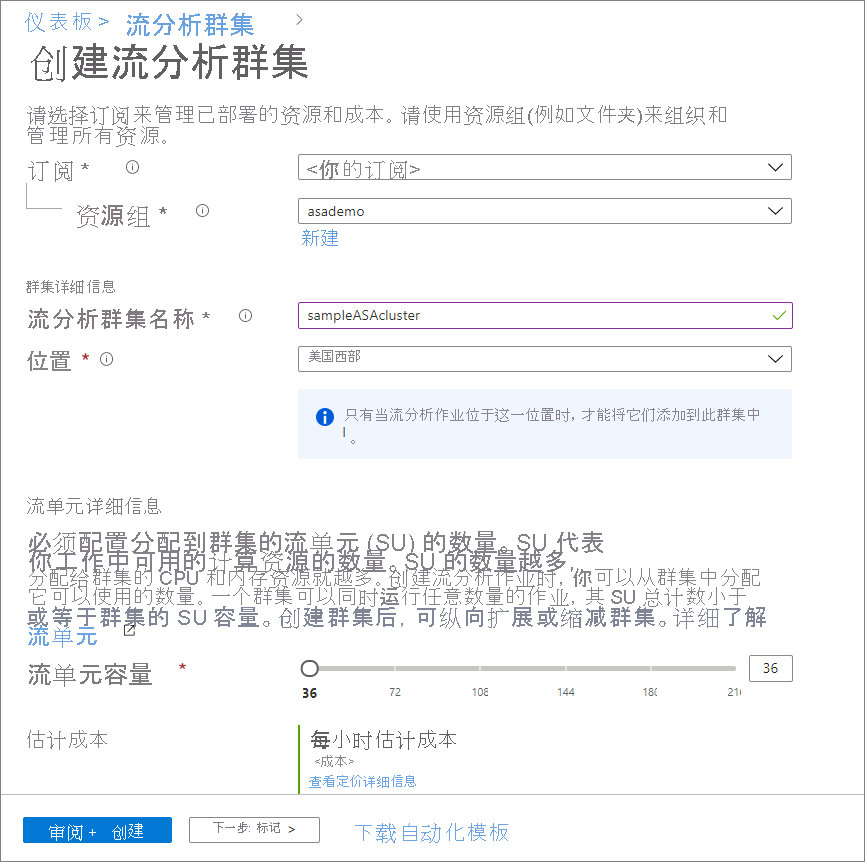 仪表板 > 流分析群集 >
创建流分析群集
请选择订阅来管理已部署的资源和成本。请使用资源组(例如文件夹)来组织和
管理所有资源。
订阅 * <你的订阅>
资源组 * asademo
新建
群集详细信息
流分析群集名称 * sampleASAcluster
位置 * 美国西部
只有当流分析作业位于这一位置时，才能将它们添加到此群集中
。
流单元详细信息
必须配置分配到群集的流单元 (SU) 的数量。SU 代表
你工作中可用的计算资源的数量。SU 的数量越多，
分配给群集的 CPU 和内存资源就越多。创建流分析作业时，你可以从群集中分配
它可以使用的数量。一个群集可以同时运行任意数量的作业，其 SU 总计数小于
或等于群集的 SU 容量。创建群集后，可纵向扩展或缩减群集。详细了解
流单元
流单元容量 * 36
36 72 108 144 180 21
估计成本 每小时估计成本
<成本>
查看定价详细信息
审阅 + 创建 下一步: 标记 > 下载自动化模板